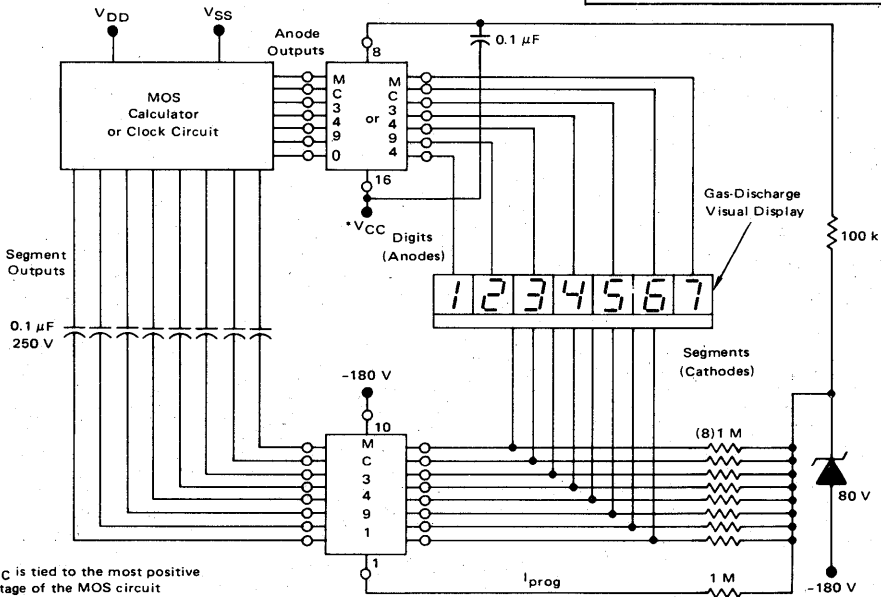 VDD
VSS
Anode
Outputs
8
0.1 µF
MOS
Calculator
or Clock Circuit
M
C
3
4
9
0
or
M
C
3
4
9
4
16
*VCC
Digits
(Anodes)
Gas-Discharge
Visual Display
100 k
Segment
Outputs
1 2 3 4 5 6 7
0.1 µF
250 V
Segments
(Cathodes)
-180 V
10
M
C
3
4
9
1
(8) 1 M
80 V
1
Iprog
1 M
-180 V
C is tied to the most positive
tage of the MOS circuit